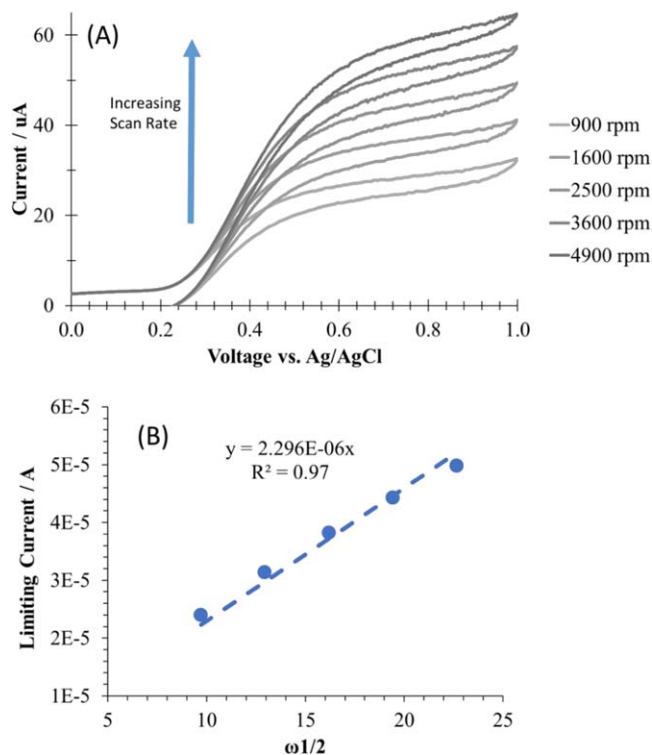 (A)
60
40
20
0
Current / uA
Increasing
Scan Rate
0.0 0.2 0.4 0.6 0.8 1.0
Voltage vs. Ag/AgCl
900 rpm
1600 rpm
2500 rpm
3600 rpm
4900 rpm
(B)
y = 2.296E-06x
R² = 0.97
6E-5
5E-5
4E-5
3E-5
2E-5
1E-5
Limiting Current / A
5 10 15 20 25
ω1/2